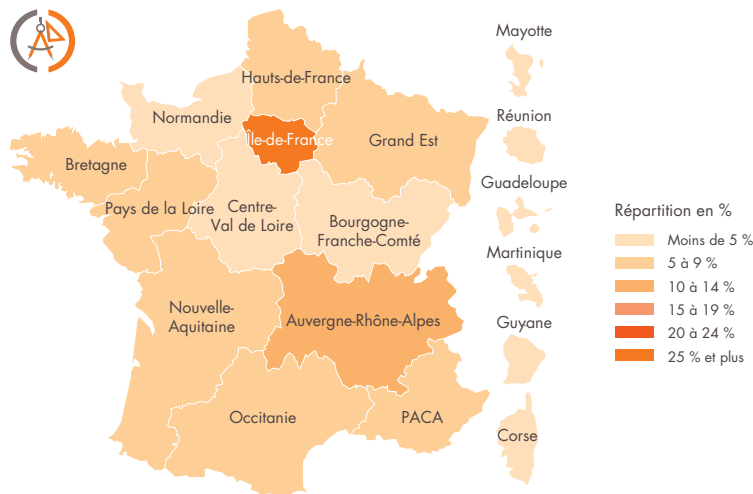 Mayotte
Hauts-de-France
Normandie
Réunion
Île-de-France
Grand Est
Bretagne
Guadeloupe
Pays de la Loire
Centre-
Val de Loire
Bourgogne-
Franche-Comté
Martinique
Nouvelle-
Aquitaine
Auvergne-Rhône-Alpes
Guyane
Occitanie
PACA
Corse
Répartition en %
Moins de 5 %
5 à 9 %
10 à 14 %
15 à 19 %
20 à 24 %
25 % et plus